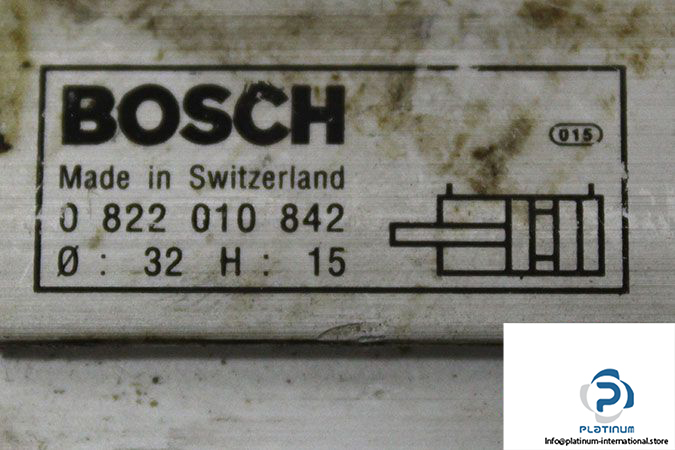 BOSCH
015
Made in Switzerland
0 822 010 842
Ø : 32 H : 15
PLATINUM
Info@platinum-international.store